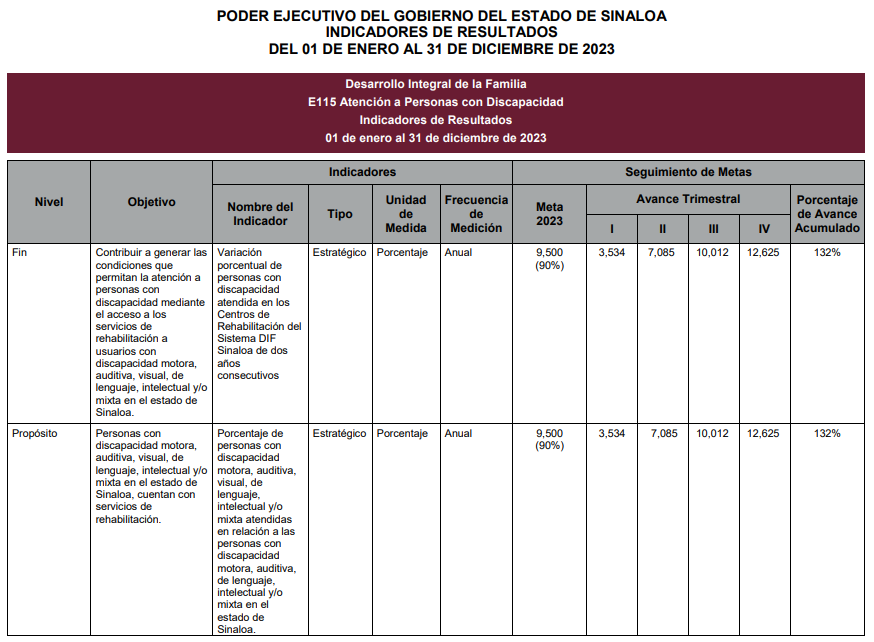 PODER EJECUTIVO DEL GOBIERNO DEL ESTADO DE SINALOA
INDICADORES DE RESULTADOS
DEL 01 DE ENERO AL 31 DE DICIEMBRE DE 2023
Desarrollo Integral de la Familia
E115 Atención a Personas con Discapacidad
Indicadores de Resultados
01 de enero al 31 de diciembre de 2023
Nivel
Objetivo
Indicadores
Seguimiento de Metas
Nombre del
Indicador
Tipo
Unidad
de
Medida
Frecuencia
de
Medición
Meta
2023
Avance Trimestral
I
II
III
IV
Porcentaje
de Avance
Acumulado
Fin
Contribuir a generar las
condiciones que
permitan la atención a
personas con
discapacidad mediante
el acceso a los
servicios de
rehabilitación a
usuarios con
discapacidad motora,
auditiva, visual, de
lenguaje, intelectual y/o
mixta en el estado de
Sinaloa.
Variación
porcentual de
personas con
discapacidad
atendida en los
Centros de
Rehabilitación del
Sistema DIF
Sinaloa de dos
años
consecutivos
Estratégico
Porcentaje
Anual
9,500
(90%)
3,534
7,085
10,012
12,625
132%
Propósito
Personas con
discapacidad motora,
auditiva, visual, de
lenguaje, intelectual y/o
mixta en el estado de
Sinaloa, cuentan con
servicios de
rehabilitación.
Porcentaje de
personas con
discapacidad
motora, auditiva,
visual, de
lenguaje,
intelectual y/o
mixta atendidas
en relación a las
personas con
discapacidad
motora, auditiva,
de lenguaje,
intelectual y/o
mixta en el
estado de
Sinaloa.
Estratégico
Porcentaje
Anual
9,500
(90%)
3,534
7,085
10,012
12,625
132%